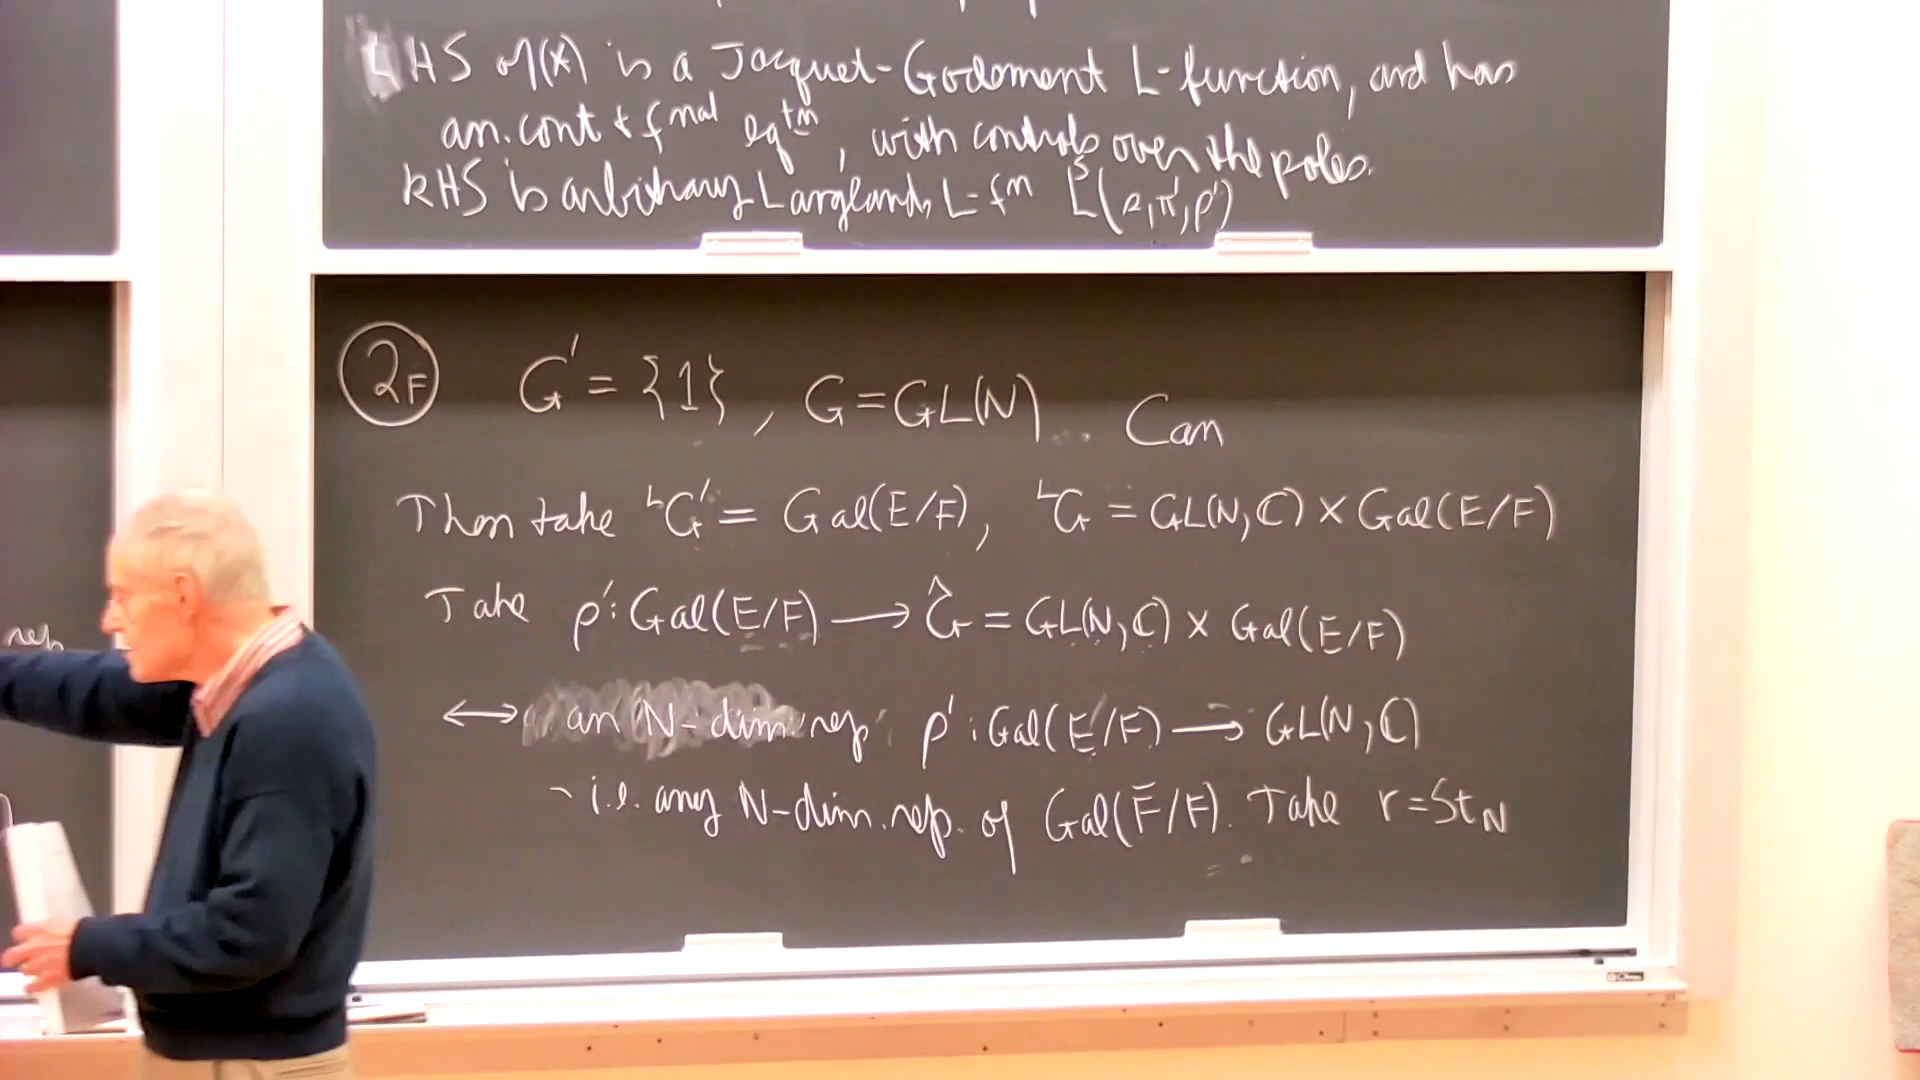 LHS of (*) is a Jacquet-Godement L-function, and has
an. cont + fnal eqtn, with controls over the poles.
RHS is arbitrary Langlands L-fn L^S(s, π', ρ')
2F G' = {1}, G = GL(N) Can
Then take ᴸG' = Gal(E/F), ᴸG = GL(N, ℂ) × Gal(E/F)
rep
Take ρ': Gal(E/F) → Ĝ = GL(N, ℂ) × Gal(E/F)
↔ an N-dim. rep ρ' : Gal(E/F) → GL(N, ℂ)
- i.e. any N-dim. rep. of Gal(F̄/F). Take r = St_N